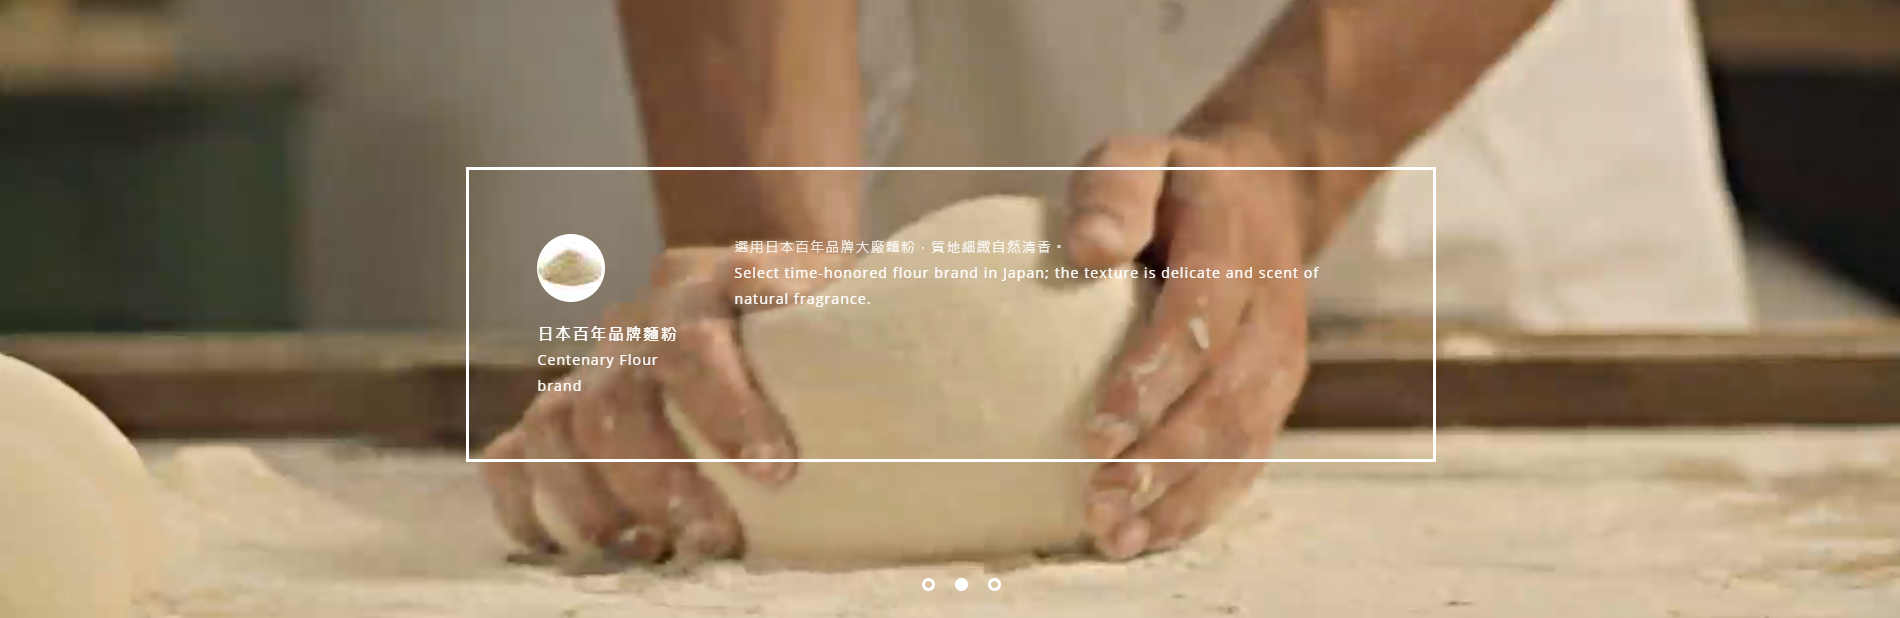 日本百年品牌麵粉
Centenary Flour
brand
選用日本百年品牌大廠麵粉，質地細緻自然清香。
Select time-honored flour brand in Japan; the texture is delicate and scent of
natural fragrance.